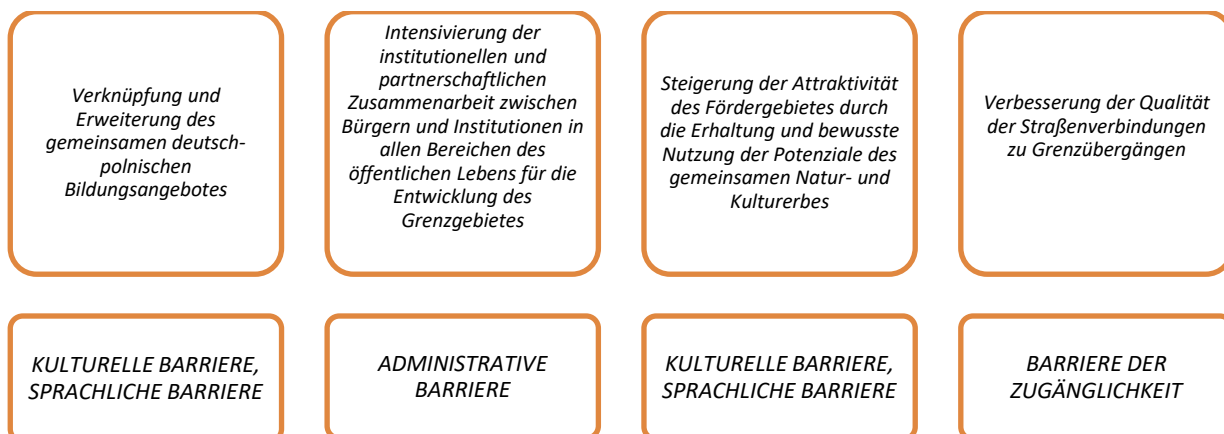 Verknüpfung und
Erweiterung des
gemeinsamen deutsch-
polnischen
Bildungsangebotes
Intensivierung der
institutionellen und
partnerschaftlichen
Zusammenarbeit zwischen
Bürgern und Institutionen in
allen Bereichen des
öffentlichen Lebens für die
Entwicklung des
Grenzgebietes
Steigerung der Attraktivität
des Fördergebietes durch
die Erhaltung und bewusste
Nutzung der Potenziale des
gemeinsamen Natur- und
Kulturerbes
Verbesserung der Qualität
der Straßenverbindungen
zu Grenzübergängen
KULTURELLE BARRIERE,
SPRACHLICHE BARRIERE
ADMINISTRATIVE
BARRIERE
KULTURELLE BARRIERE,
SPRACHLICHE BARRIERE
BARRIERE DER
ZUGÄNGLICHKEIT